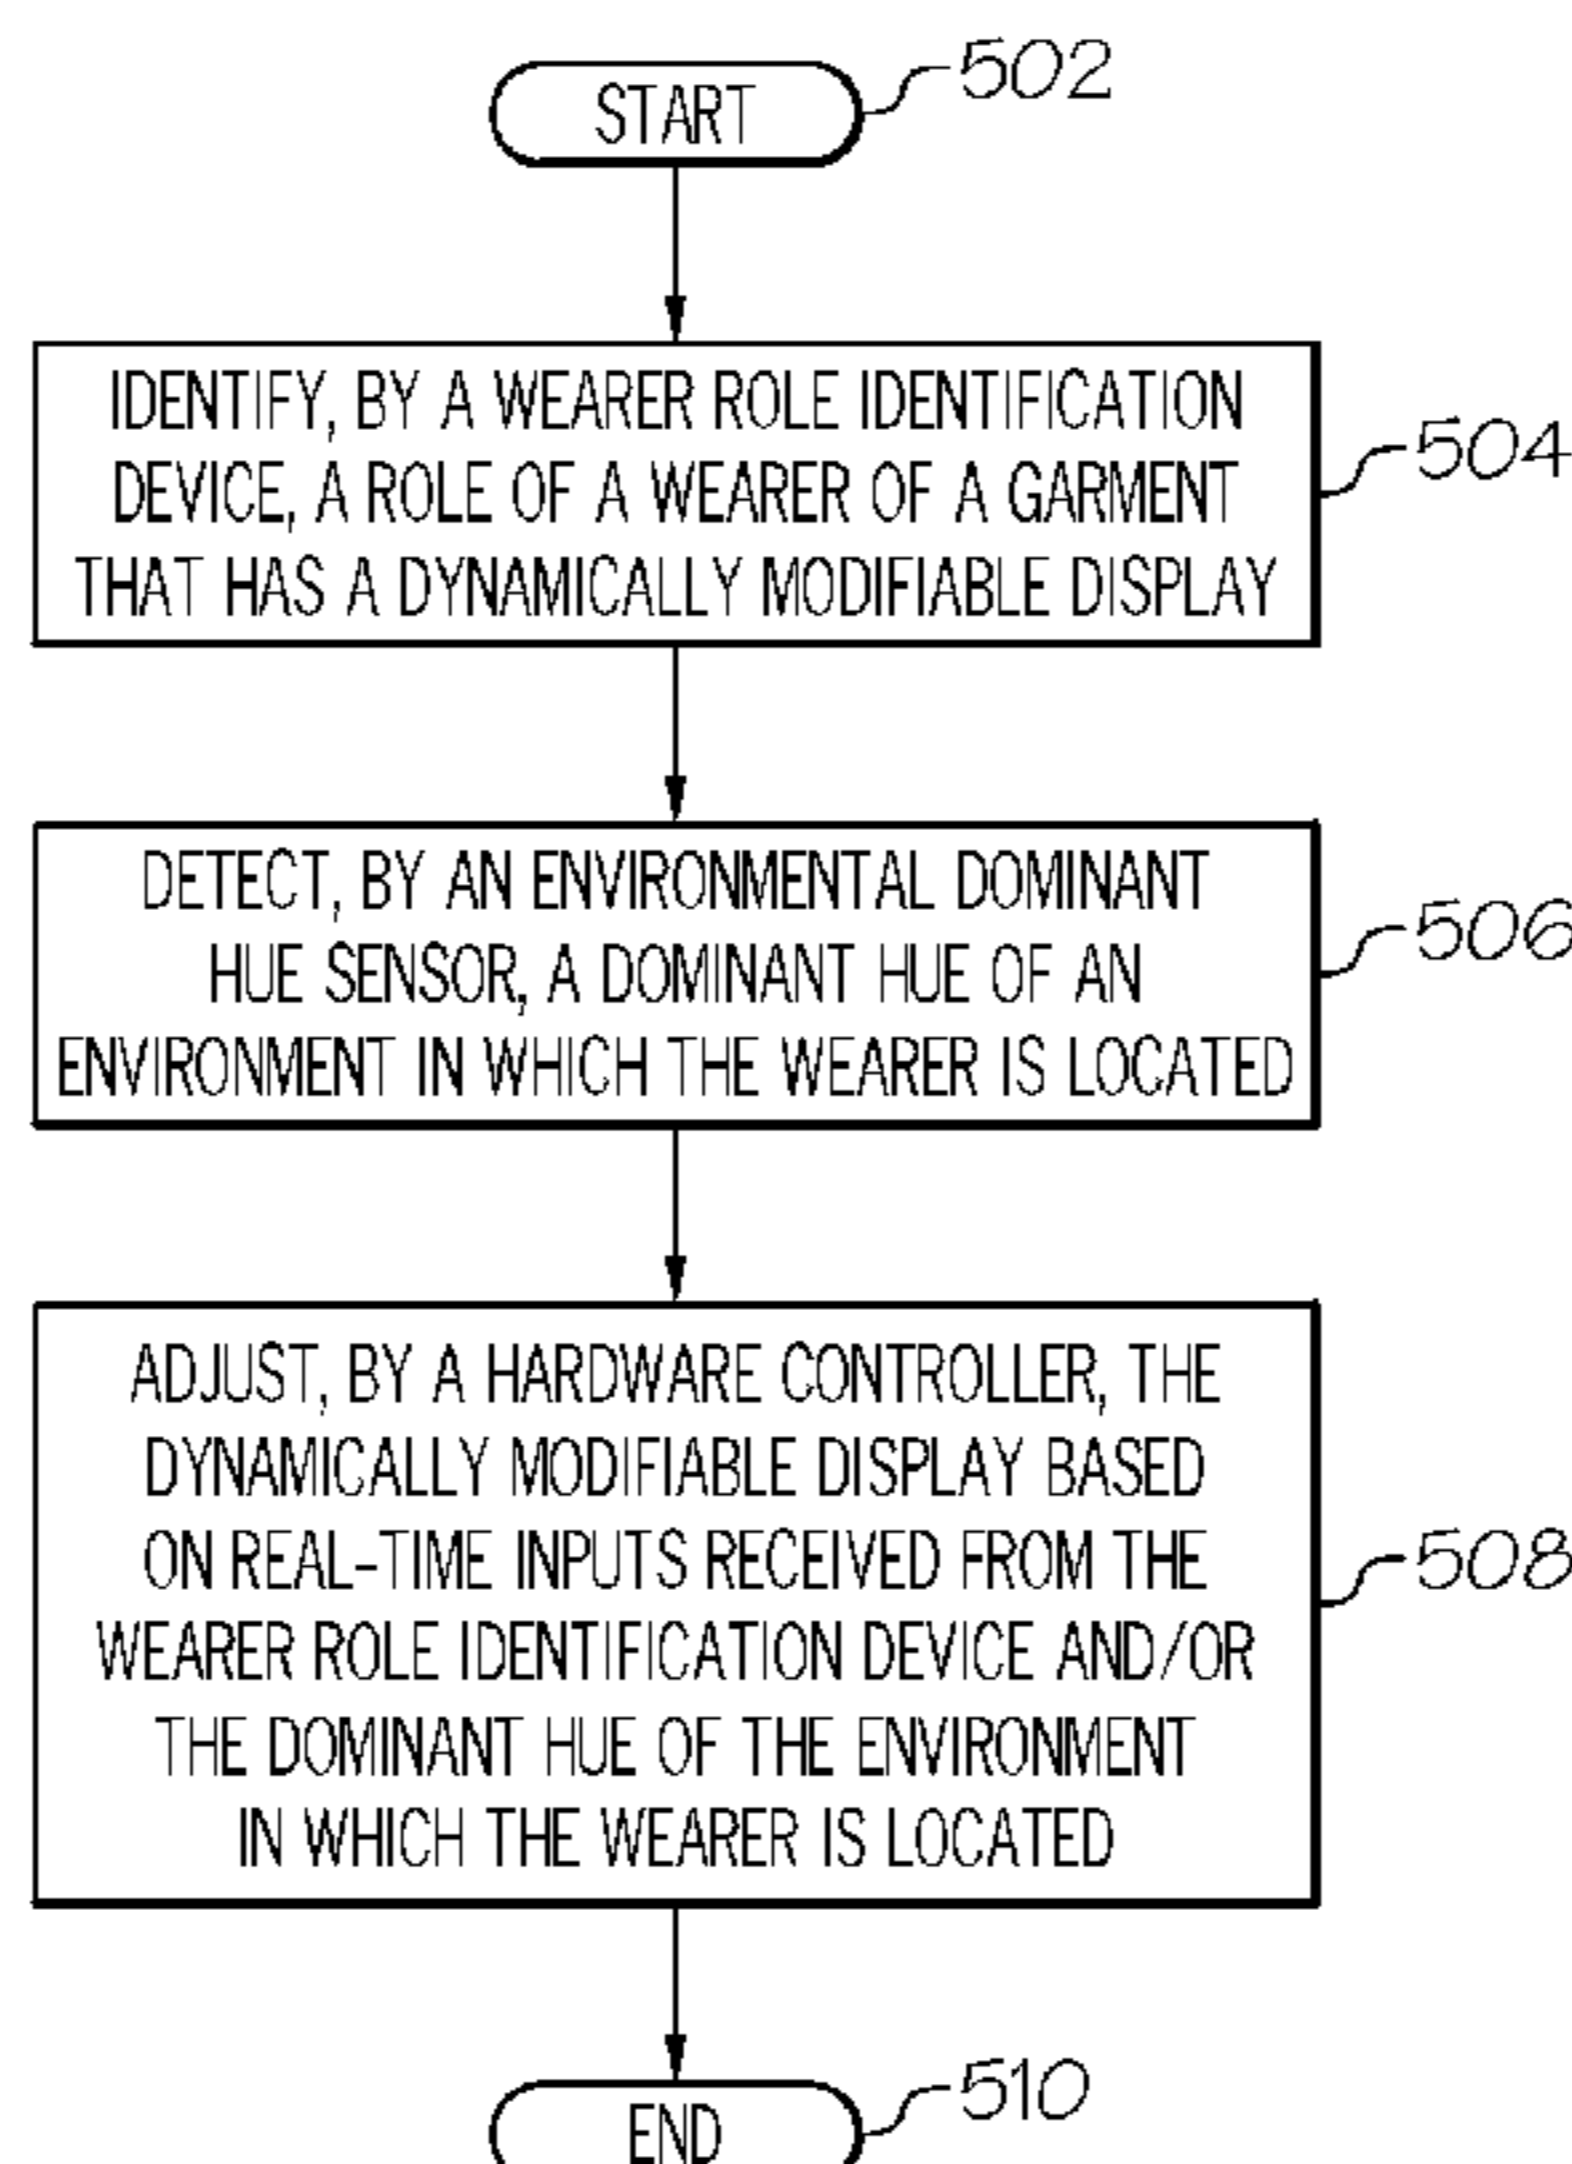 START
502
IDENTIFY, BY A WEARER ROLE IDENTIFICATION
DEVICE, A ROLE OF A WEARER OF A GARMENT
THAT HAS A DYNAMICALLY MODIFIABLE DISPLAY
504
DETECT, BY AN ENVIRONMENTAL DOMINANT
HUE SENSOR, A DOMINANT HUE OF AN
ENVIRONMENT IN WHICH THE WEARER IS LOCATED
506
ADJUST, BY A HARDWARE CONTROLLER, THE
DYNAMICALLY MODIFIABLE DISPLAY BASED
ON REAL-TIME INPUTS RECEIVED FROM THE
WEARER ROLE IDENTIFICATION DEVICE AND/OR
THE DOMINANT HUE OF THE ENVIRONMENT
IN WHICH THE WEARER IS LOCATED
508
END
510